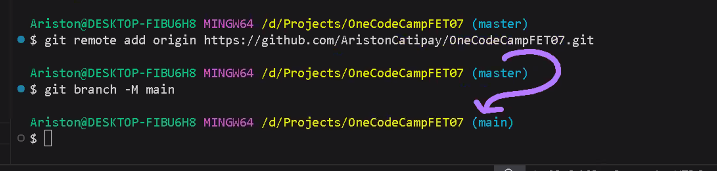 Ariston@DESKTOP-FIBU6H8 MINGW64 /d/Projects/OneCodeCampFET07 (master)
$ git remote add origin https://github.com/AristonCatipay/OneCodeCampFET07.git
Ariston@DESKTOP-FIBU6H8 MINGW64 /d/Projects/OneCodeCampFET07 (master)
$ git branch -M main
Ariston@DESKTOP-FIBU6H8 MINGW64 /d/Projects/OneCodeCampFET07 (main)
$